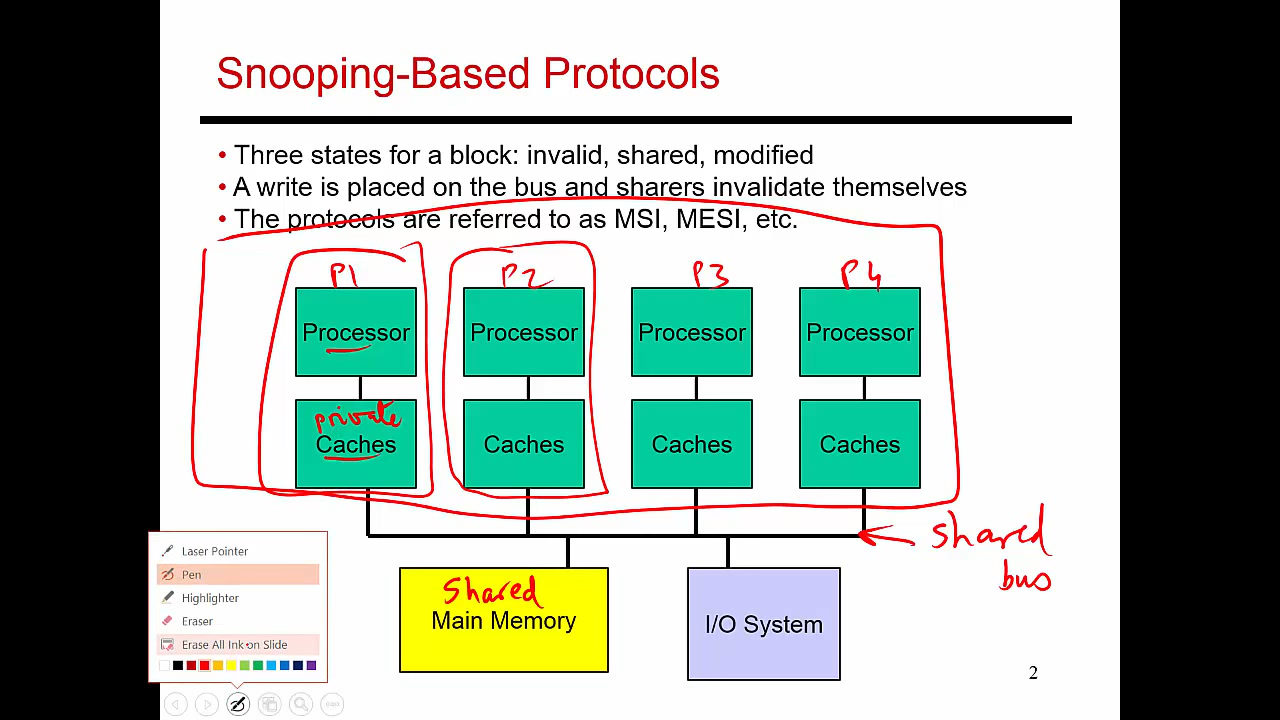 Snooping-Based Protocols
• Three states for a block: invalid, shared, modified
• A write is placed on the bus and sharers invalidate themselves
• The protocols are referred to as MSI, MESI, etc.
P1 P2 P3 P4
Processor Processor Processor Processor
private
Caches Caches Caches Caches
shared
bus
Shared
Main Memory
I/O System
Laser Pointer
Pen
Highlighter
Eraser
Erase All Ink on Slide
2